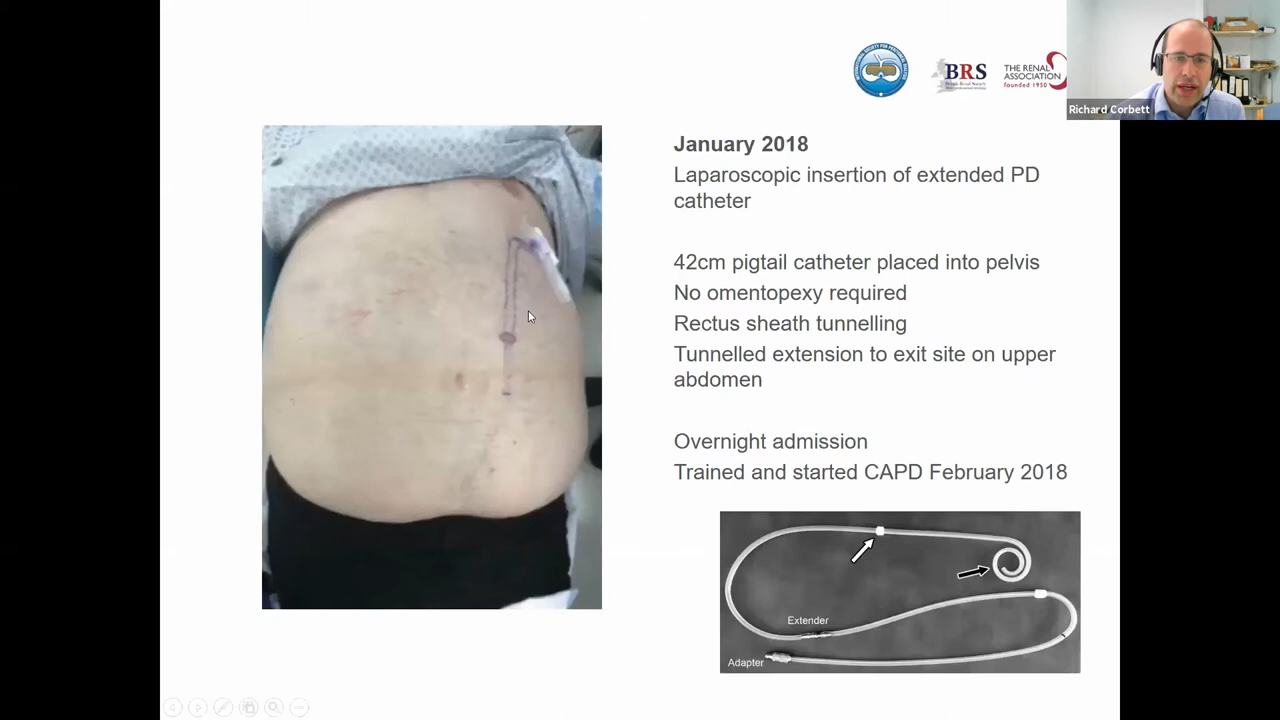 BRS
THE RENAL
ASSOCIATION
founded 1950
Richard Corbett
January 2018
Laparoscopic insertion of extended PD
catheter
42cm pigtail catheter placed into pelvis
No omentopexy required
Rectus sheath tunnelling
Tunnelled extension to exit site on upper
abdomen
Overnight admission
Trained and started CAPD February 2018
Extender
Adapter